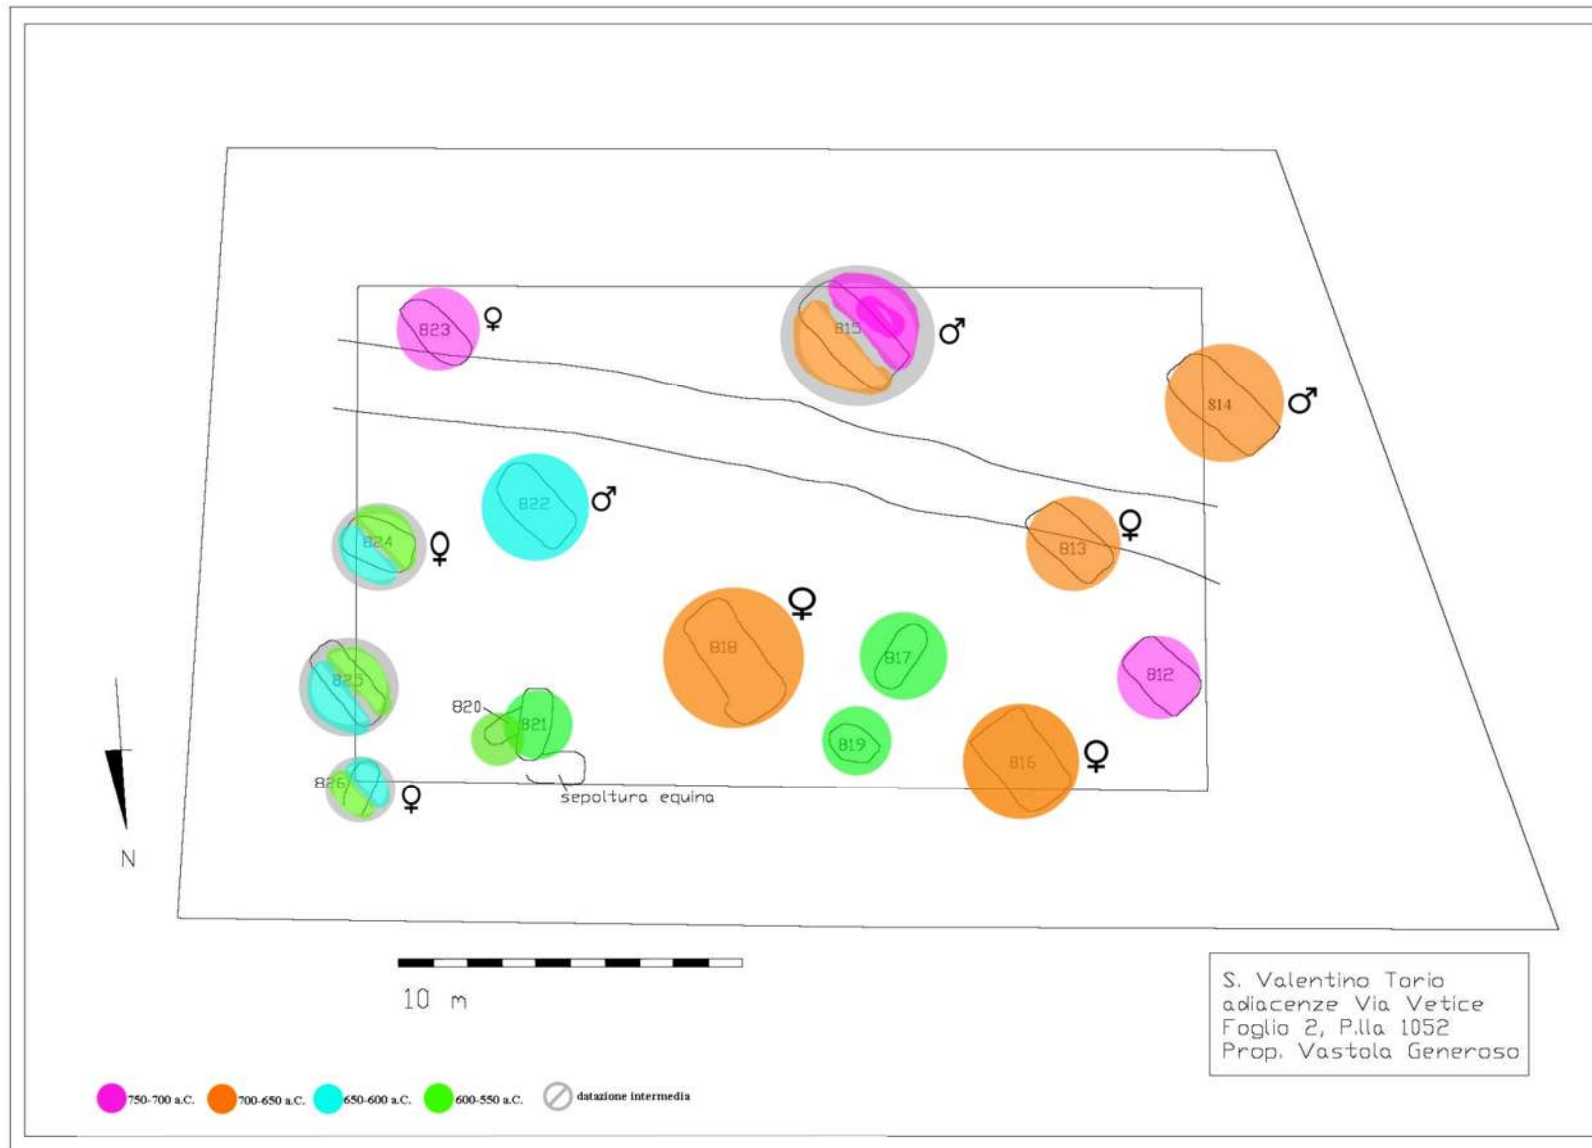 823
815
814
822
824
813
818
817
825
812
820
821
819
816
826
sepoltura equina
N
10 m
S. Valentino Torio
adiacenze Via Vetice
Foglio 2, P.lla 1052
Prop. Vastola Generoso
750-700 a.C.
700-650 a.C.
650-600 a.C.
600-550 a.C.
datazione intermedia